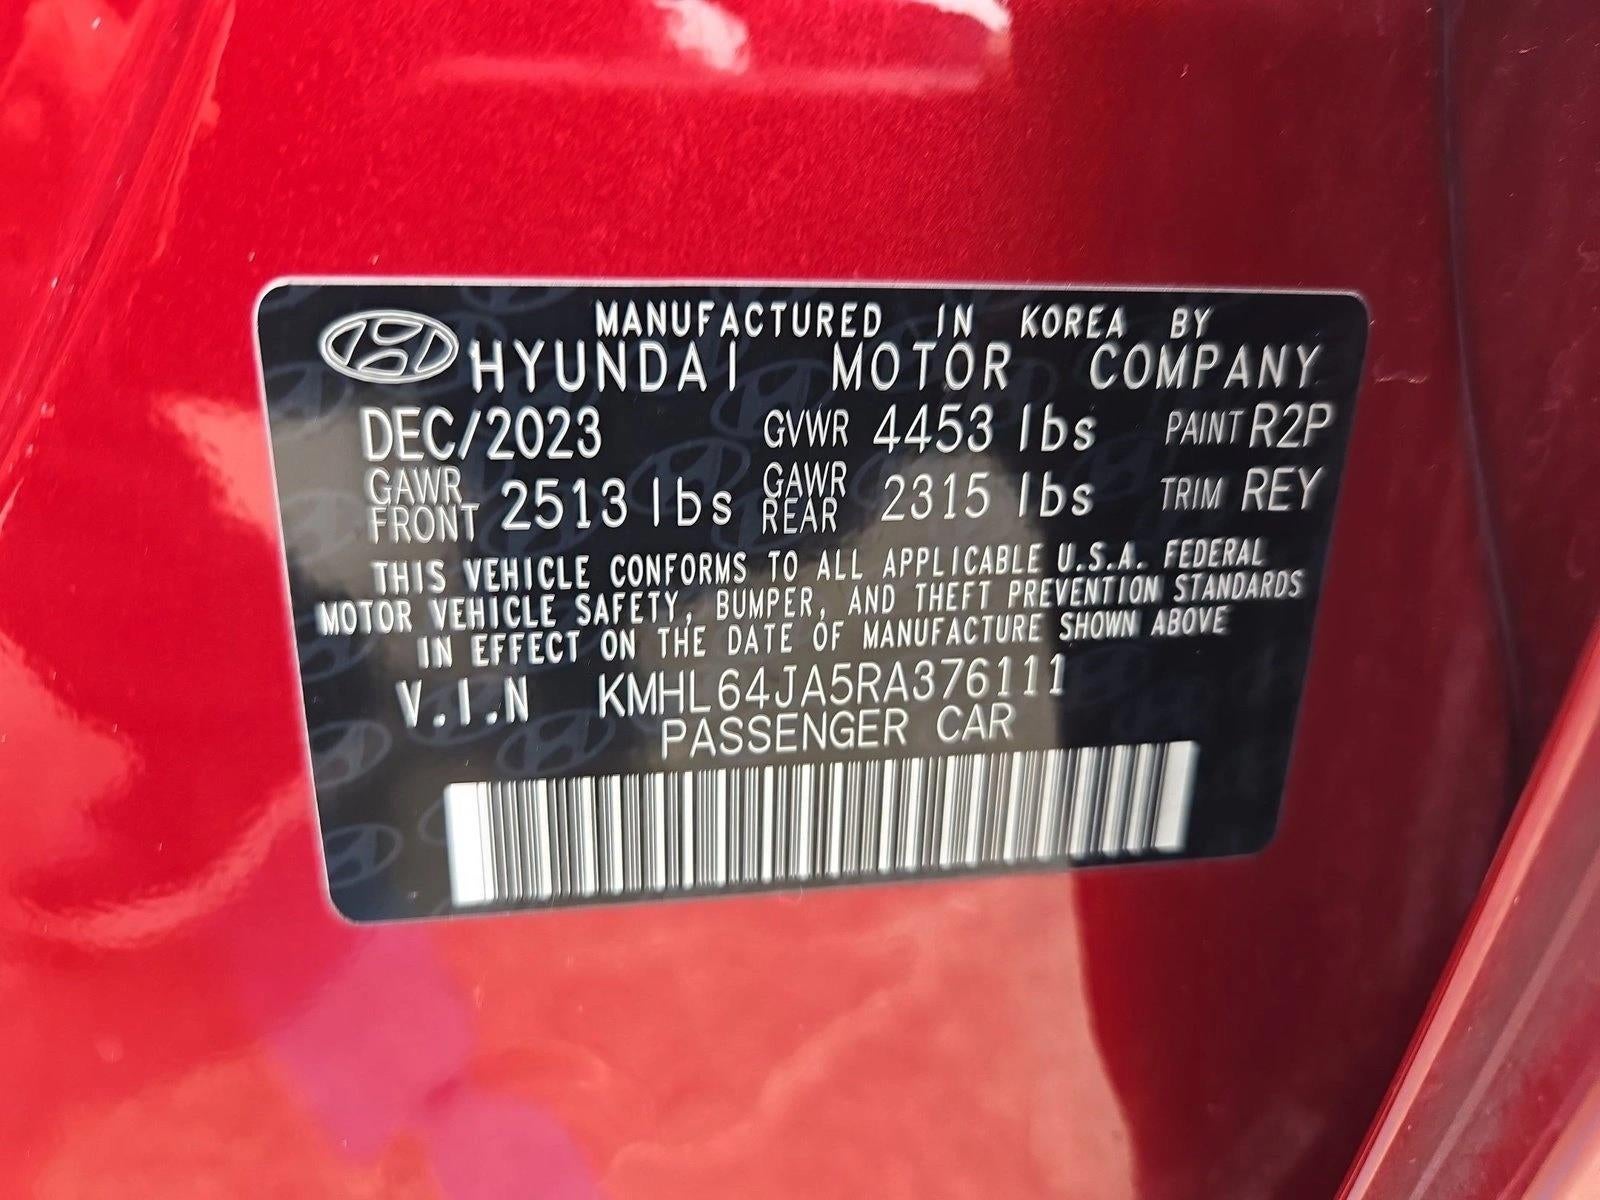 MANUFACTURED IN KOREA BY
HYUNDAI MOTOR COMPANY
DEC/2023 GVWR 4453 lbs PAINT R2P
GAWR FRONT 2513 lbs GAWR REAR 2315 lbs TRIM REY
THIS VEHICLE CONFORMS TO ALL APPLICABLE U.S.A. FEDERAL
MOTOR VEHICLE SAFETY, BUMPER, AND THEFT PREVENTION STANDARDS
IN EFFECT ON THE DATE OF MANUFACTURE SHOWN ABOVE
V.I.N KMHL64JA5RA376111
PASSENGER CAR